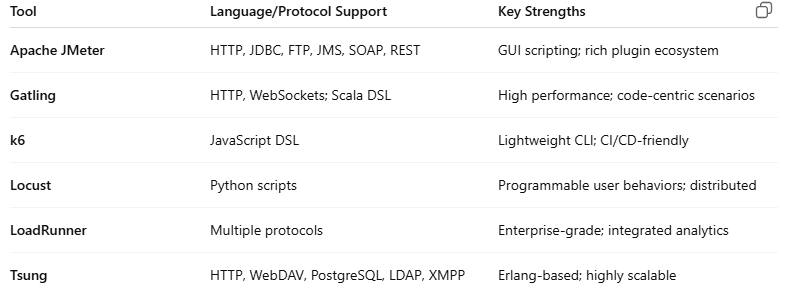 Tool Language/Protocol Support Key Strengths
Apache JMeter HTTP, JDBC, FTP, JMS, SOAP, REST GUI scripting; rich plugin ecosystem
Gatling HTTP, WebSockets; Scala DSL High performance; code-centric scenarios
k6 JavaScript DSL Lightweight CLI; CI/CD-friendly
Locust Python scripts Programmable user behaviors; distributed
LoadRunner Multiple protocols Enterprise-grade; integrated analytics
Tsung HTTP, WebDAV, PostgreSQL, LDAP, XMPP Erlang-based; highly scalable